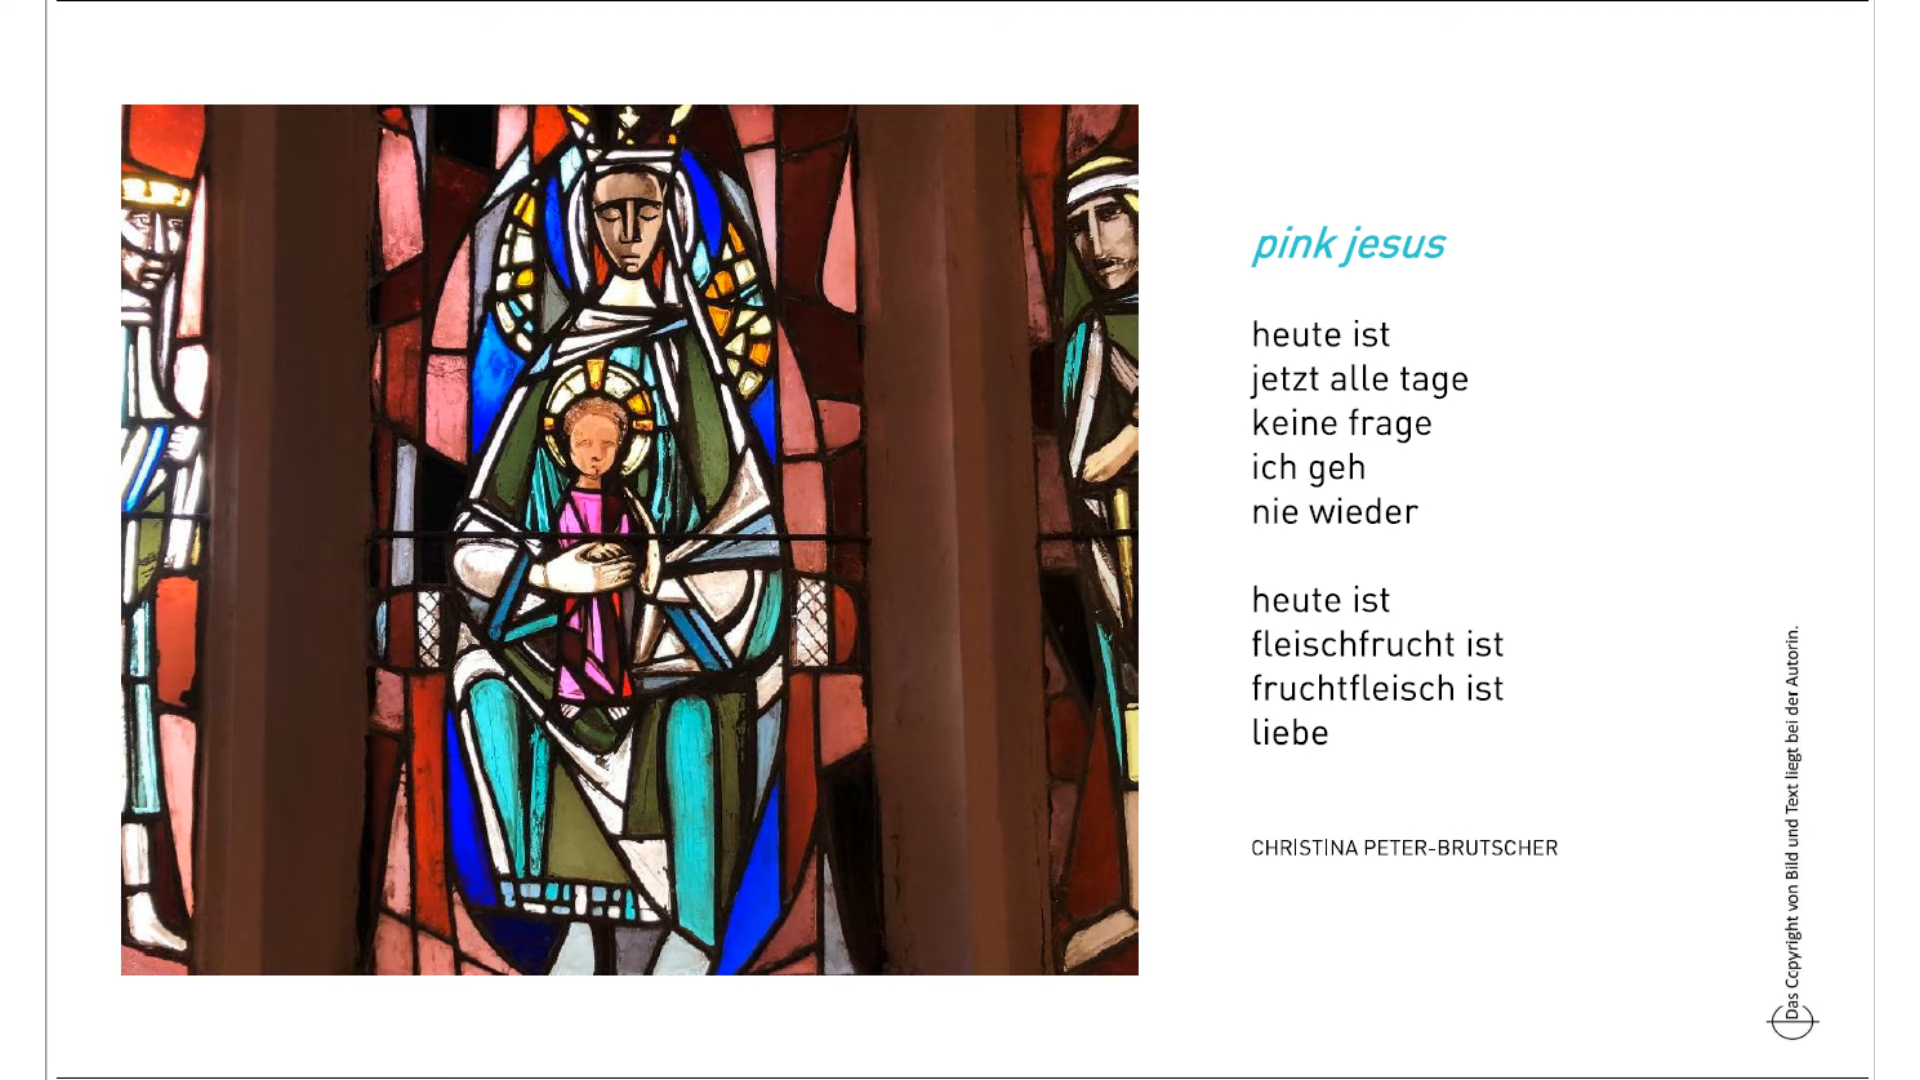 pink jesus
heute ist
jetzt alle tage
keine frage
ich geh
nie wieder
heute ist
fleischfrucht ist
fruchtfleisch ist
liebe
CHRISTINA PETER-BRUTSCHER
Das Copyright von Bild und Text liegt bei der Autorin.